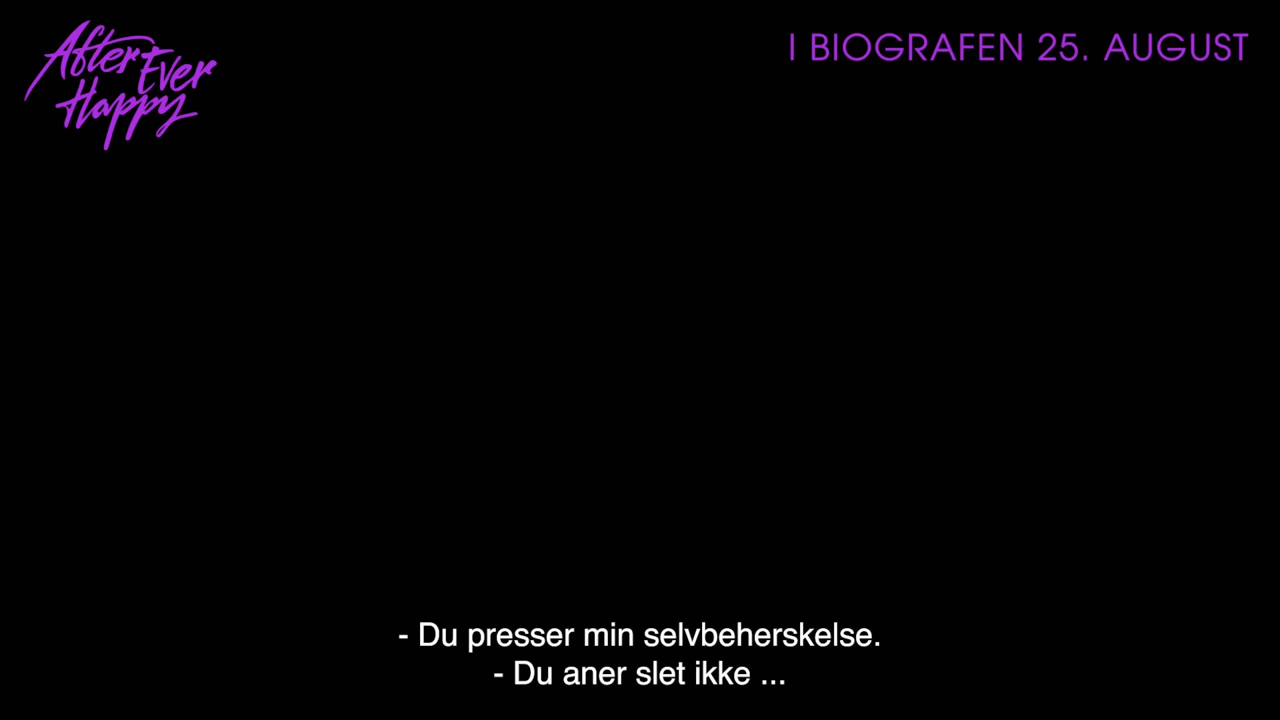 After Ever
Happy
I BIOGRAFEN 25. AUGUST
- Du presser min selvbeherskelse.
- Du aner slet ikke ...